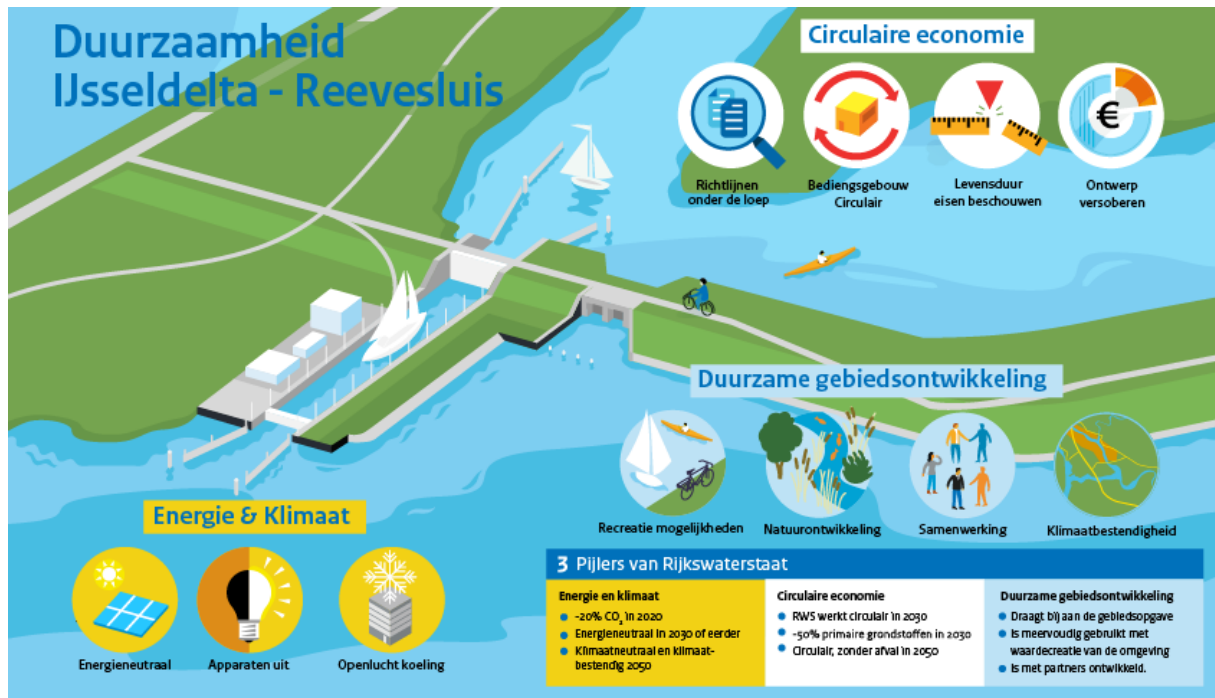 Duurzaamheid
IJsseldelta - Reevesluis
Circulaire economie
€
Richtlijnen
onder de loep
Bediengsgebouw
Circulair
Levensduur
eisen beschouwen
Ontwerp
versoberen
Duurzame gebiedsontwikkeling
Recreatie mogelijkheden
Natuurontwikkeling
Samenwerking
Klimaatbestendigheid
Energie & Klimaat
Energieneutraal
Apparaten uit
Openlucht koeling
3 Pijlers van Rijkswaterstaat
Energie en klimaat
• -20% CO₂ in 2020
• Energieneutraal in 2030 of eerder
• Klimaatneutraal en klimaat-
bestendig 2050
Circulaire economie
• RWS werkt circulair in 2030
• -50% primaire grondstoffen in 2030
• Circulair, zonder afval in 2050
Duurzame gebiedsontwikkeling
• Draagt bij aan de gebiedsopgave
• Is meervoudig gebruikt met
waardecreatie van de omgeving
• Is met partners ontwikkeld.